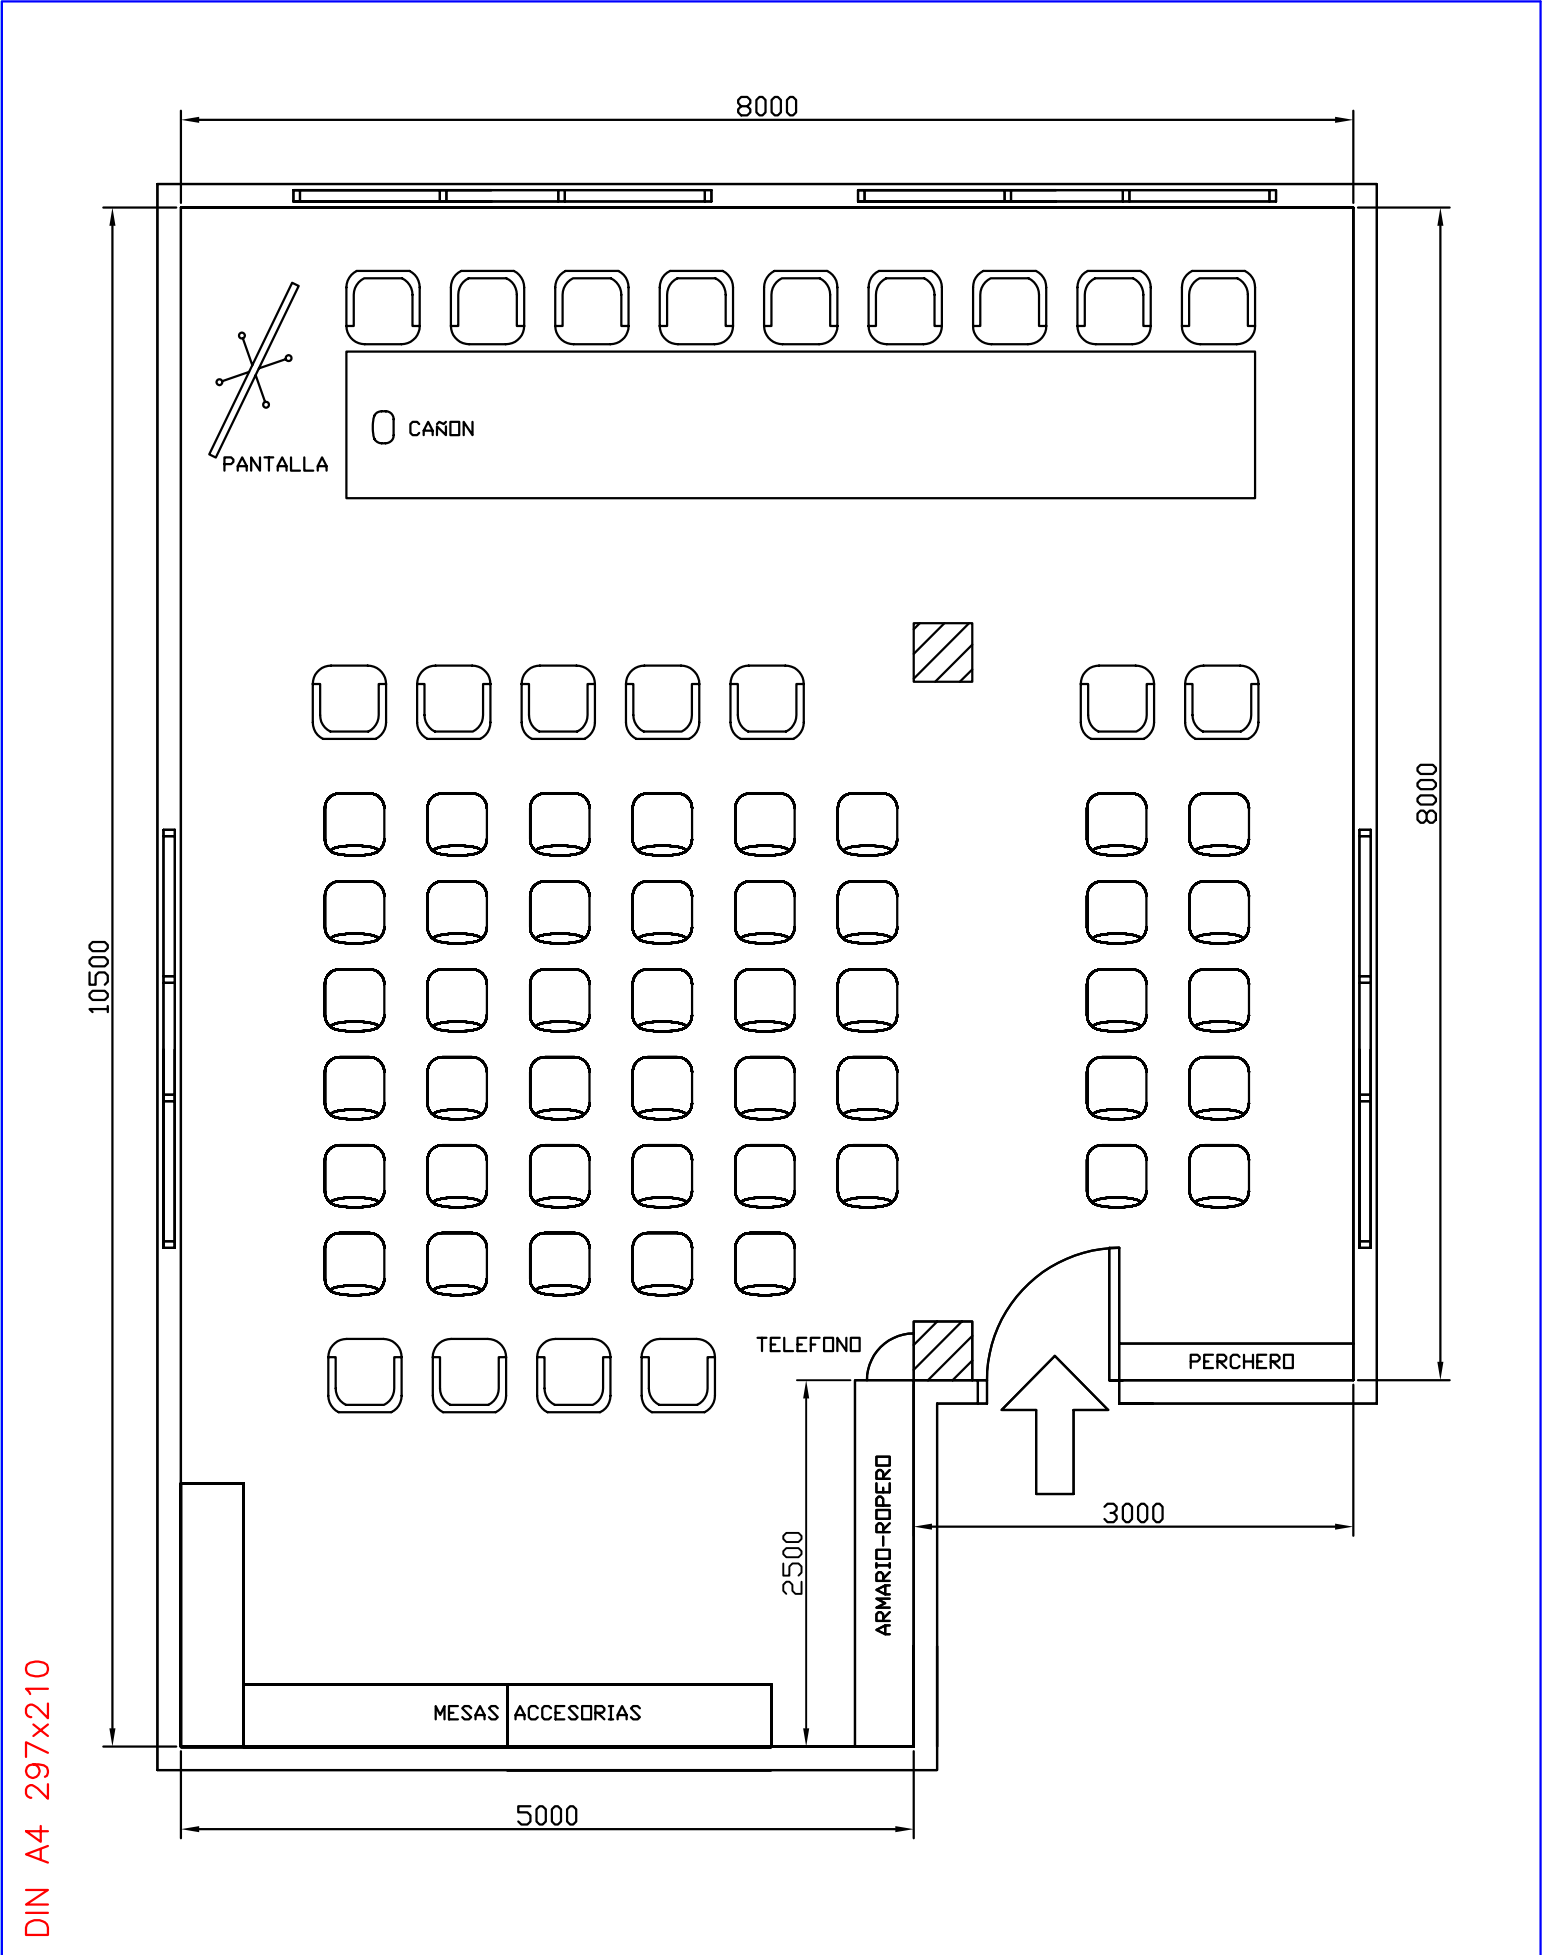 8000
CAÑON
PANTALLA
8000
10500
TELEFONO
PERCHERO
ARMARIO-ROPERO
3000
2500
MESAS ACCESORIAS
5000
DIN A4 297x210